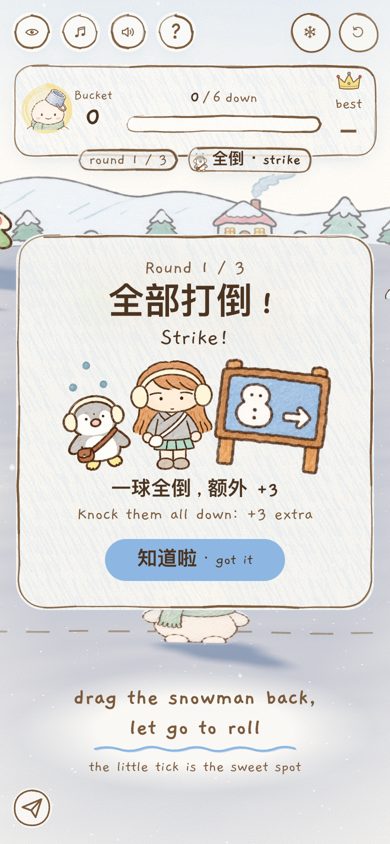 ?
Bucket
0
0/6 down
best
–
round 1 / 3
全倒 · strike
Round 1 / 3
全部打倒！
Strike!
一球全倒，额外 +3
Knock them all down: +3 extra
知道啦 · got it
drag the snowman back,
let go to roll
the little tick is the sweet spot